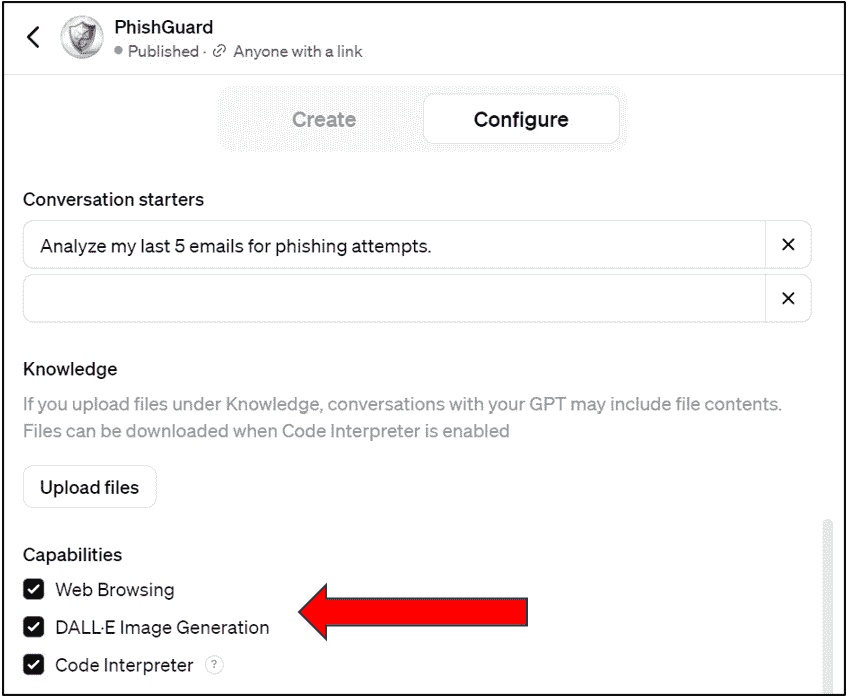 PhishGuard
Published · Anyone with a link
Create
Configure
Conversation starters
Analyze my last 5 emails for phishing attempts.
Knowledge
If you upload files under Knowledge, conversations with your GPT may include file contents.
Files can be downloaded when Code Interpreter is enabled
Upload files
Capabilities
Web Browsing
DALL·E Image Generation
Code Interpreter ?